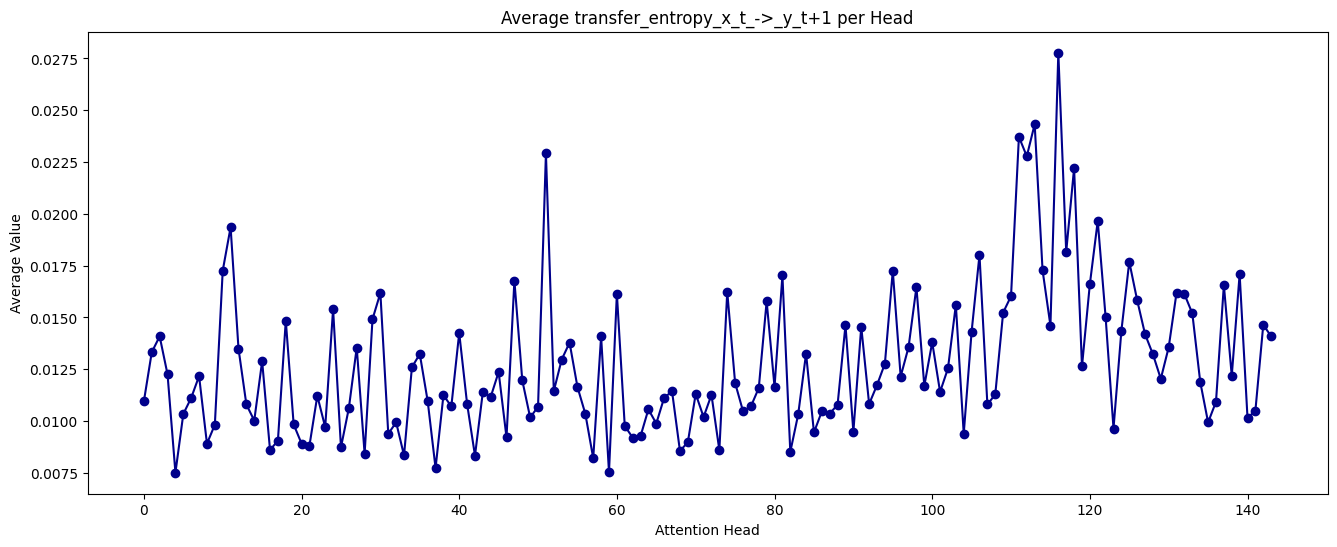 Average transfer_entropy_x_t_->_y_t+1 per Head
Average Value
0.0275
0.0250
0.0225
0.0200
0.0175
0.0150
0.0125
0.0100
0.0075
0 20 40 60 80 100 120 140
Attention Head